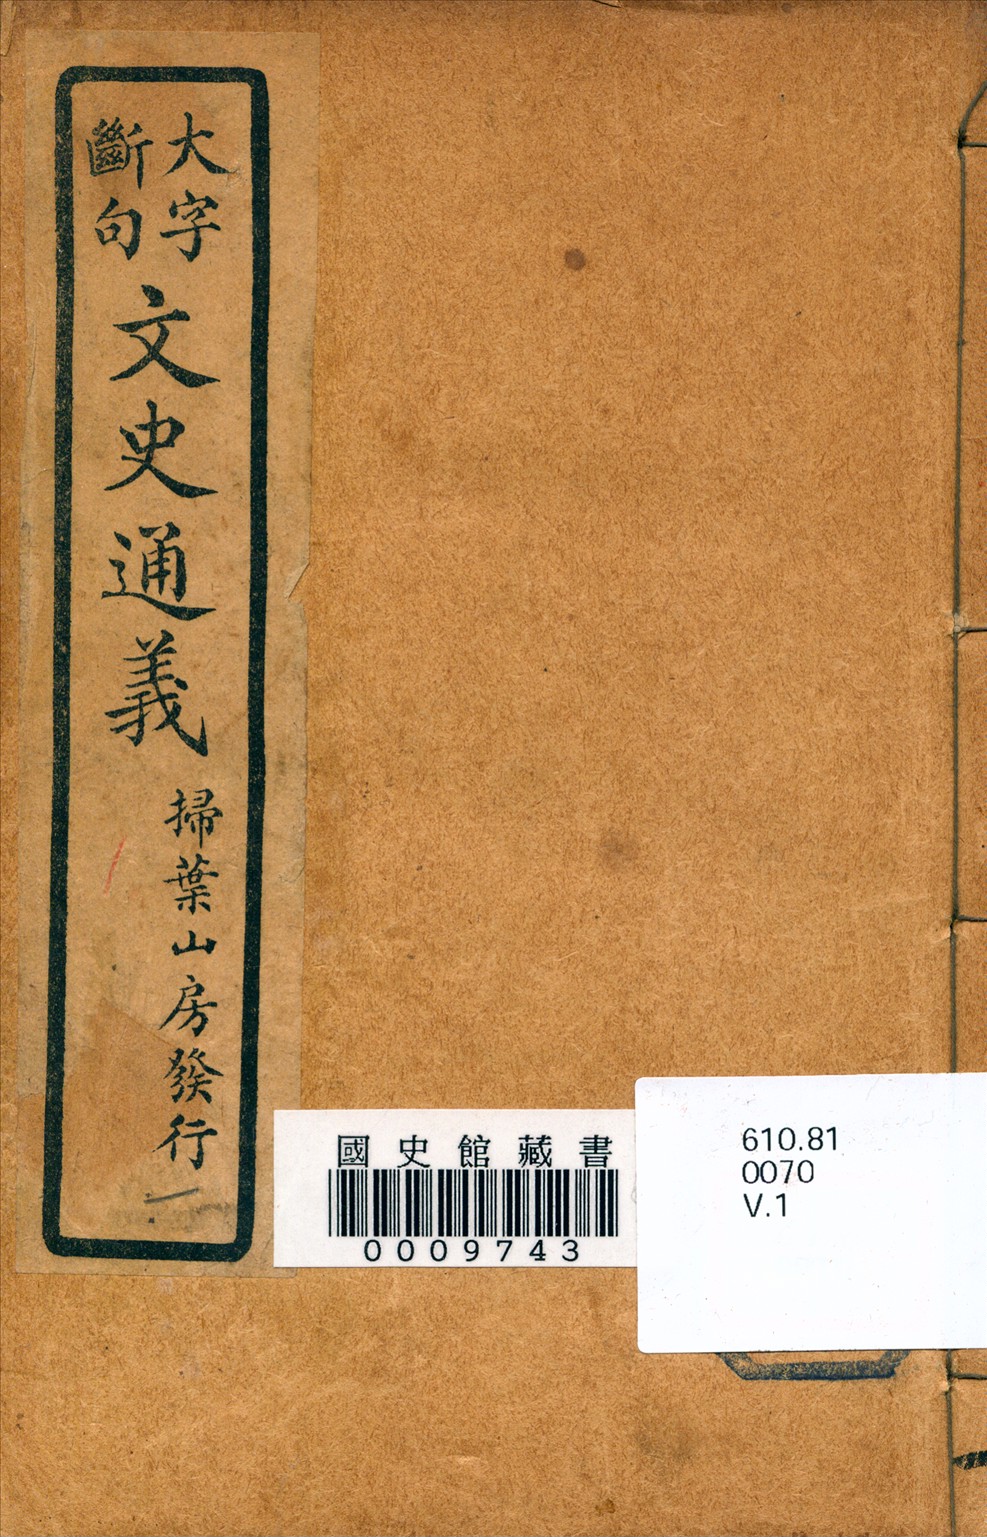 大字
斷句
文史通義
掃葉山房發行
一
國史館藏書
0009743
610.81
0070
V.1